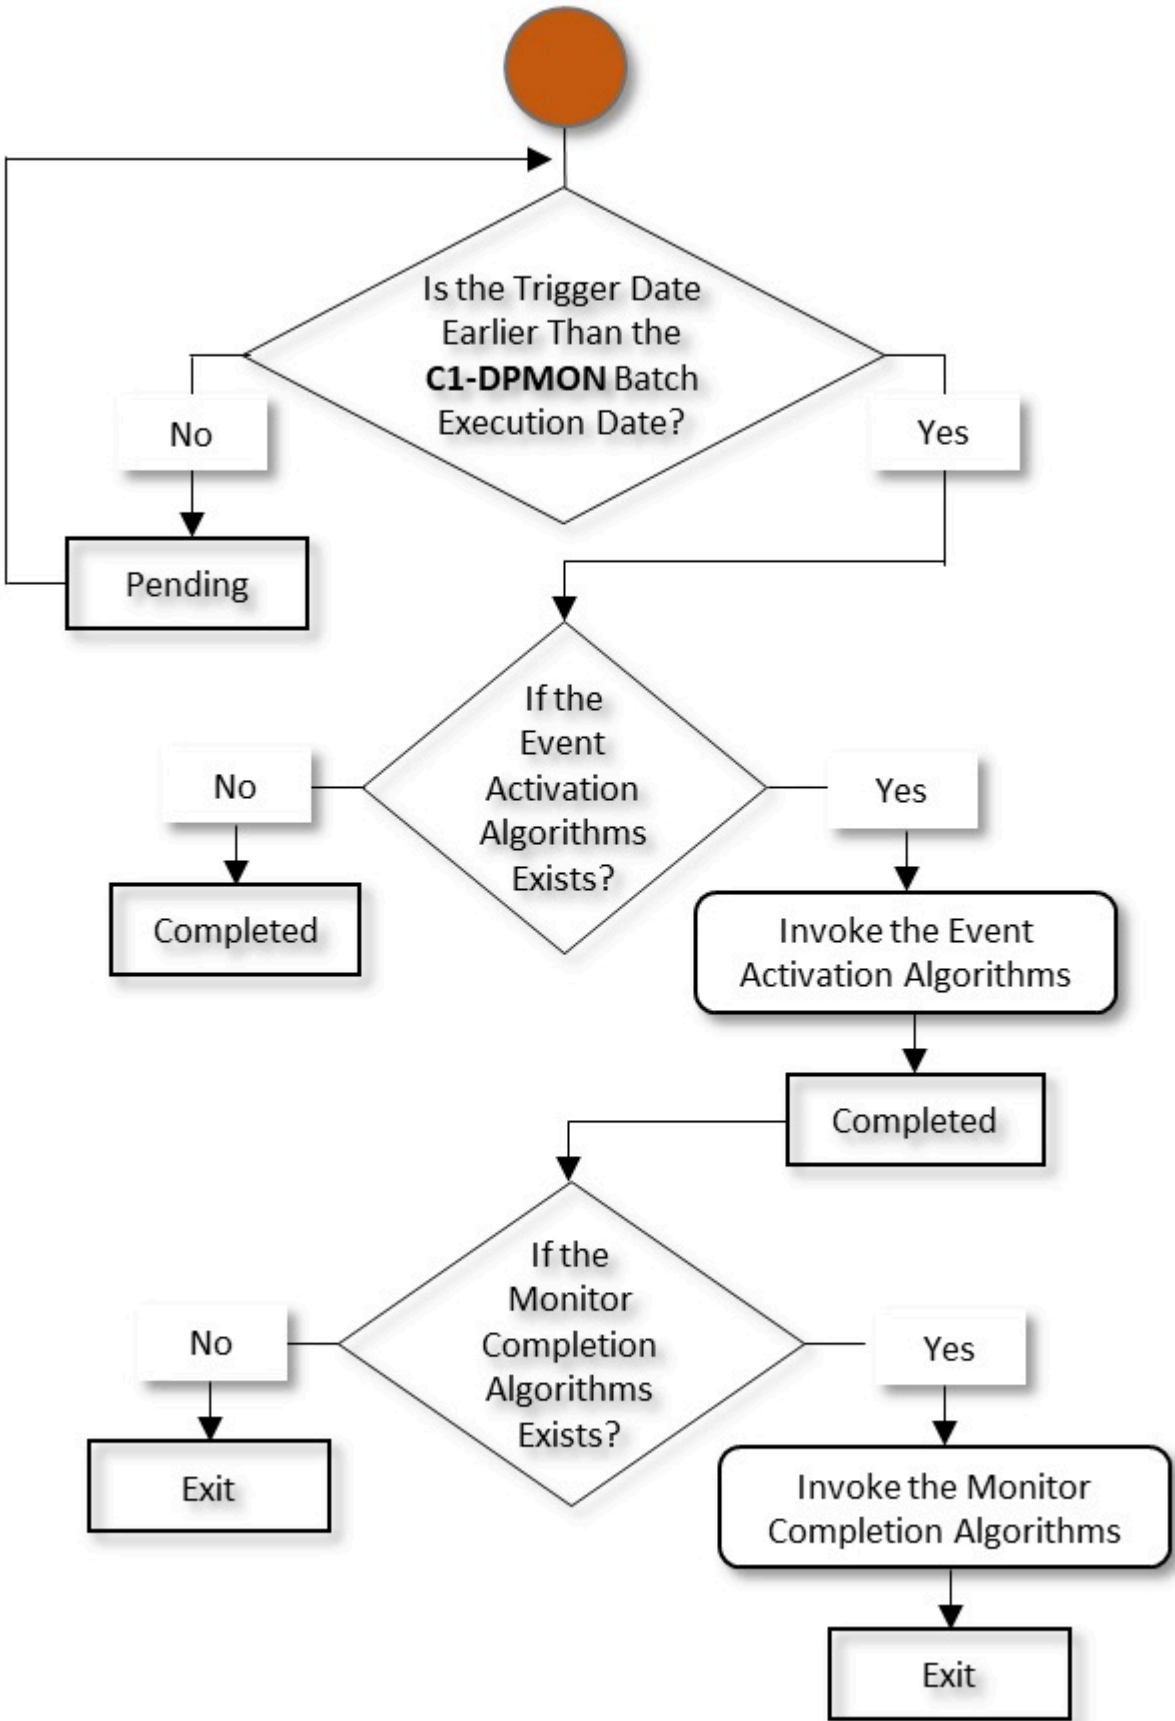 Is the Trigger Date
Earlier Than the
C1-DPMON Batch
Execution Date?
No
Yes
Pending
If the
Event
Activation
Algorithms
Exists?
No
Yes
Completed
Invoke the Event
Activation Algorithms
Completed
If the
Monitor
Completion
Algorithms
Exists?
No
Yes
Exit
Invoke the Monitor
Completion Algorithms
Exit